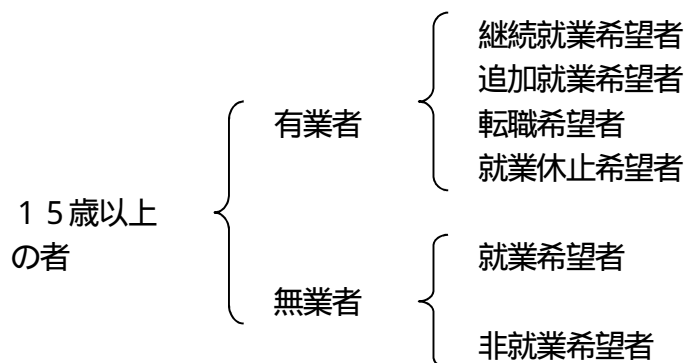 １５歳以上
の者
有業者
継続就業希望者
追加就業希望者
転職希望者
就業休止希望者
無業者
就業希望者
非就業希望者